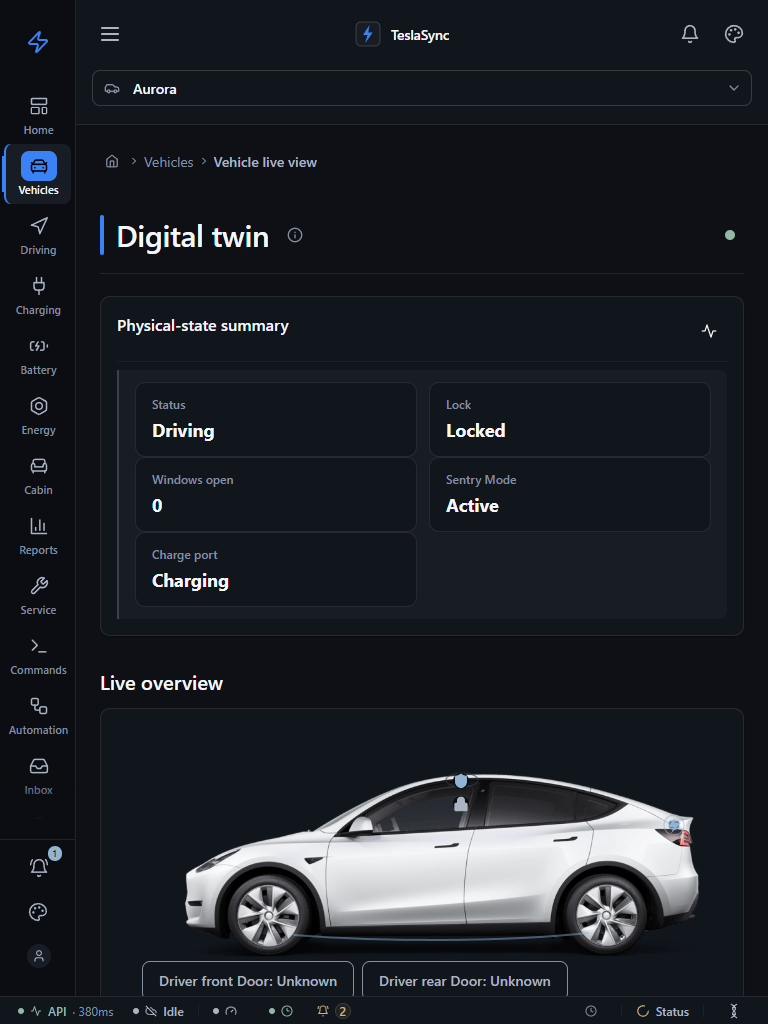 TeslaSync
Aurora
Home
Vehicles
Driving
Charging
Battery
Energy
Cabin
Reports
Service
Commands
Automation
Inbox
1
Vehicles
Vehicle live view
Digital twin
Physical-state summary
Status
Driving
Lock
Locked
Windows open
0
Sentry Mode
Active
Charge port
Charging
Live overview
Driver front Door: Unknown
Driver rear Door: Unknown
API · 380ms
Idle
2
Status